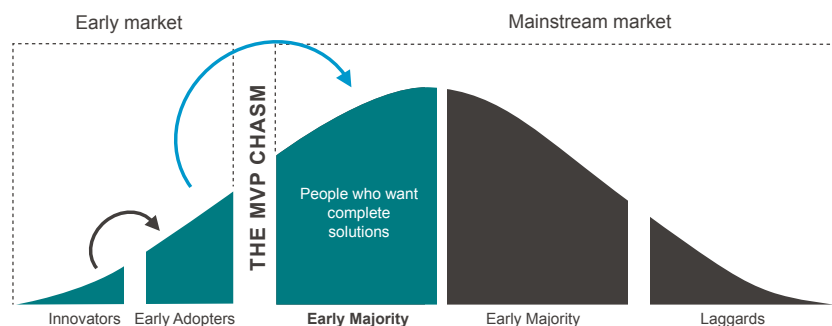 Early market
Mainstream market
THE MVP CHASM
People who want
complete
solutions
Innovators
Early Adopters
Early Majority
Early Majority
Laggards